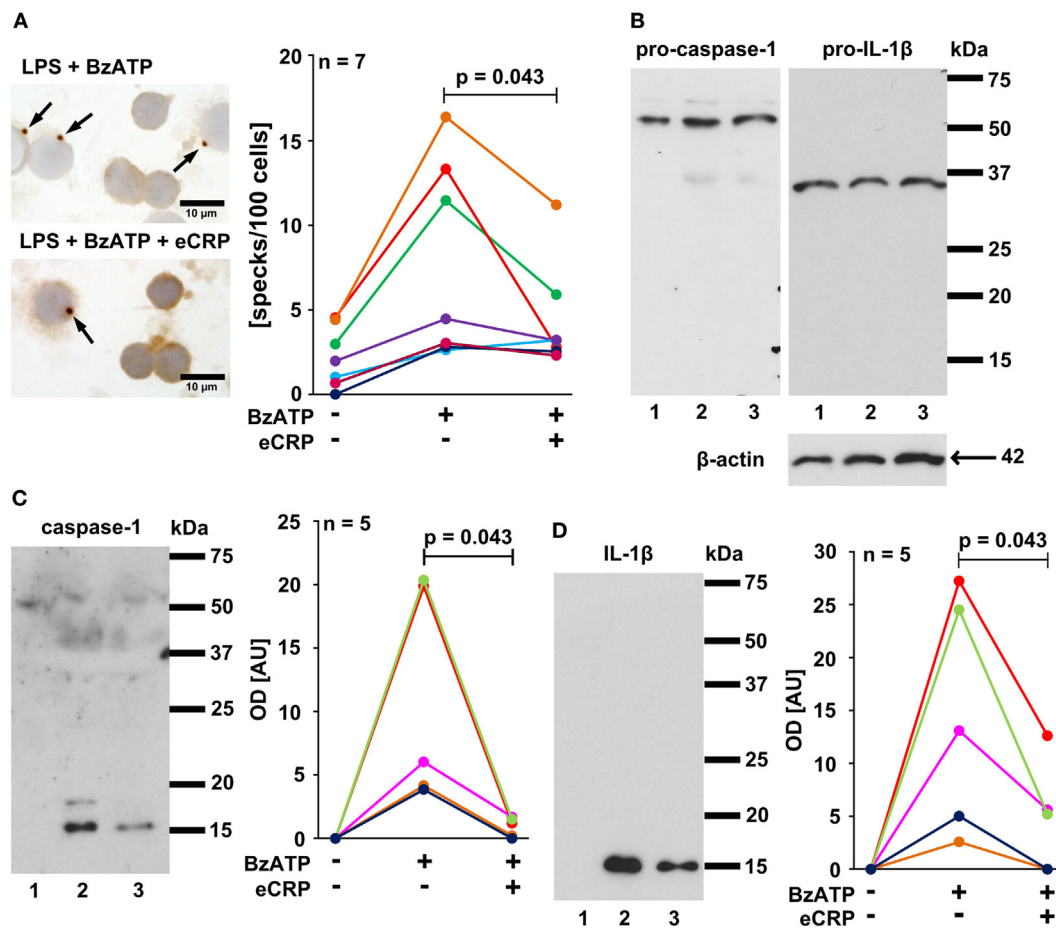 A
LPS + BzATP
10 µm
LPS + BzATP + eCRP
10 µm
[specks/100 cells]
20
15
10
5
0
n = 7
p = 0.043
BzATP - + +
eCRP - - +
B
pro-caspase-1 pro-IL-1β kDa
75
50
37
25
20
15
1 2 3 1 2 3
β-actin 42
C
caspase-1 kDa
75
50
37
25
20
15
1 2 3
OD [AU]
25
20
15
10
5
0
n = 5
p = 0.043
BzATP - + +
eCRP - - +
D
IL-1β kDa
75
50
37
25
20
15
1 2 3
OD [AU]
30
25
20
15
10
5
0
n = 5
p = 0.043
BzATP - + +
eCRP - - +